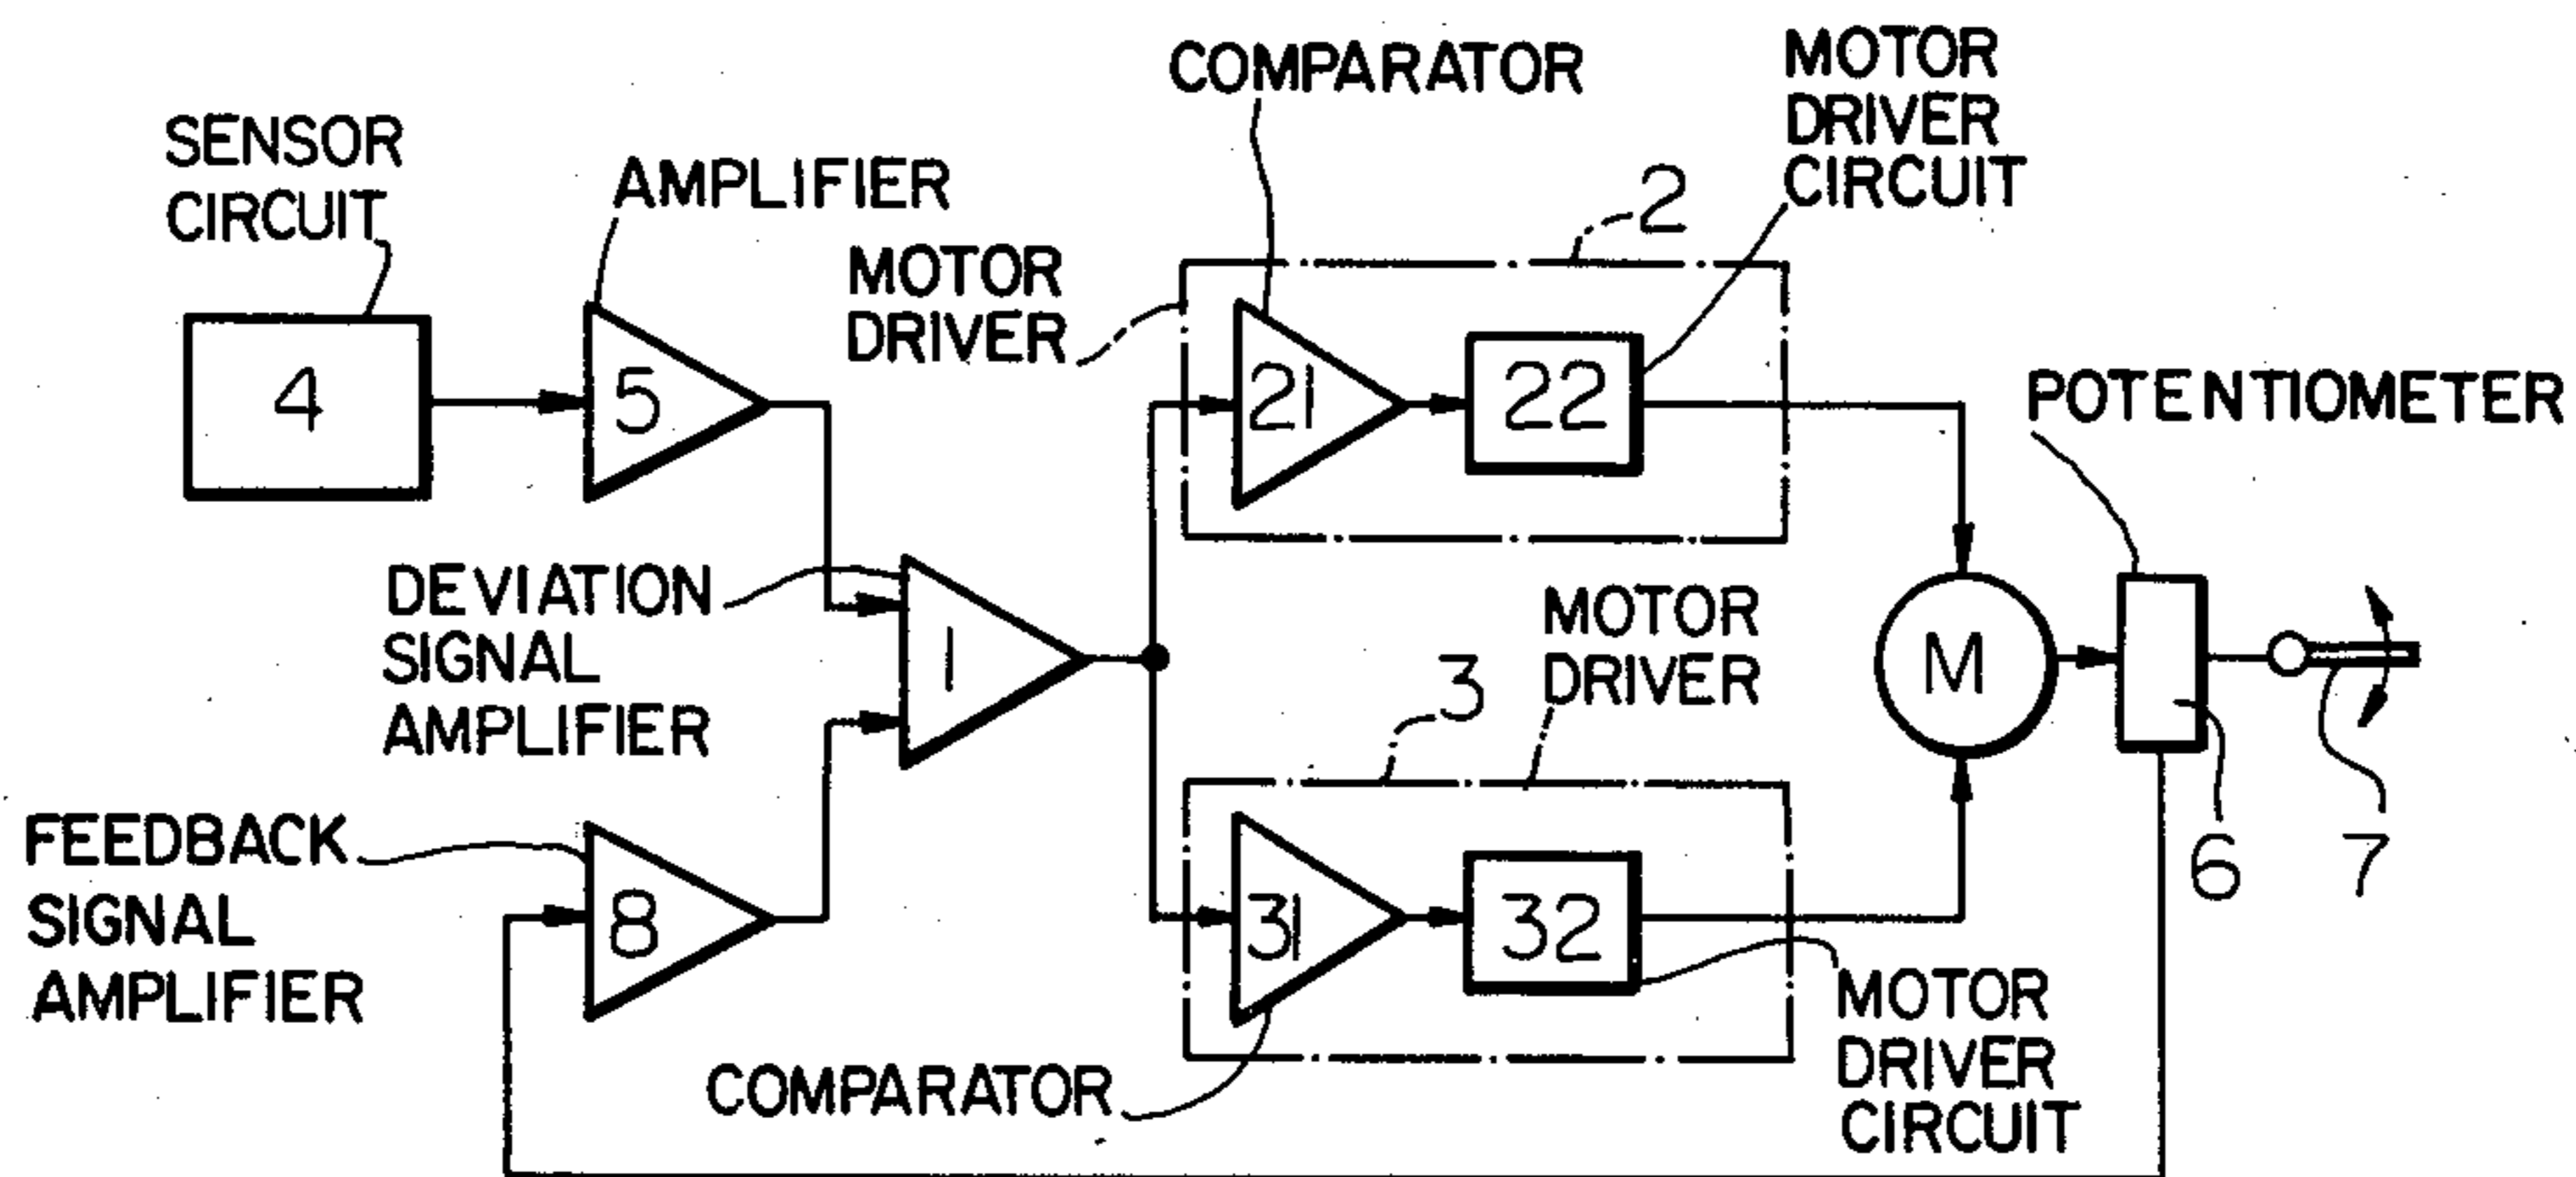 COMPARATOR
MOTOR
DRIVER
CIRCUIT
SENSOR
CIRCUIT
AMPLIFIER
2
MOTOR
DRIVER
4
5
21
22
POTENTIOMETER
DEVIATION
SIGNAL
AMPLIFIER
1
MOTOR
DRIVER
3
M
6
7
FEEDBACK
SIGNAL
AMPLIFIER
8
31
32
COMPARATOR
MOTOR
DRIVER
CIRCUIT